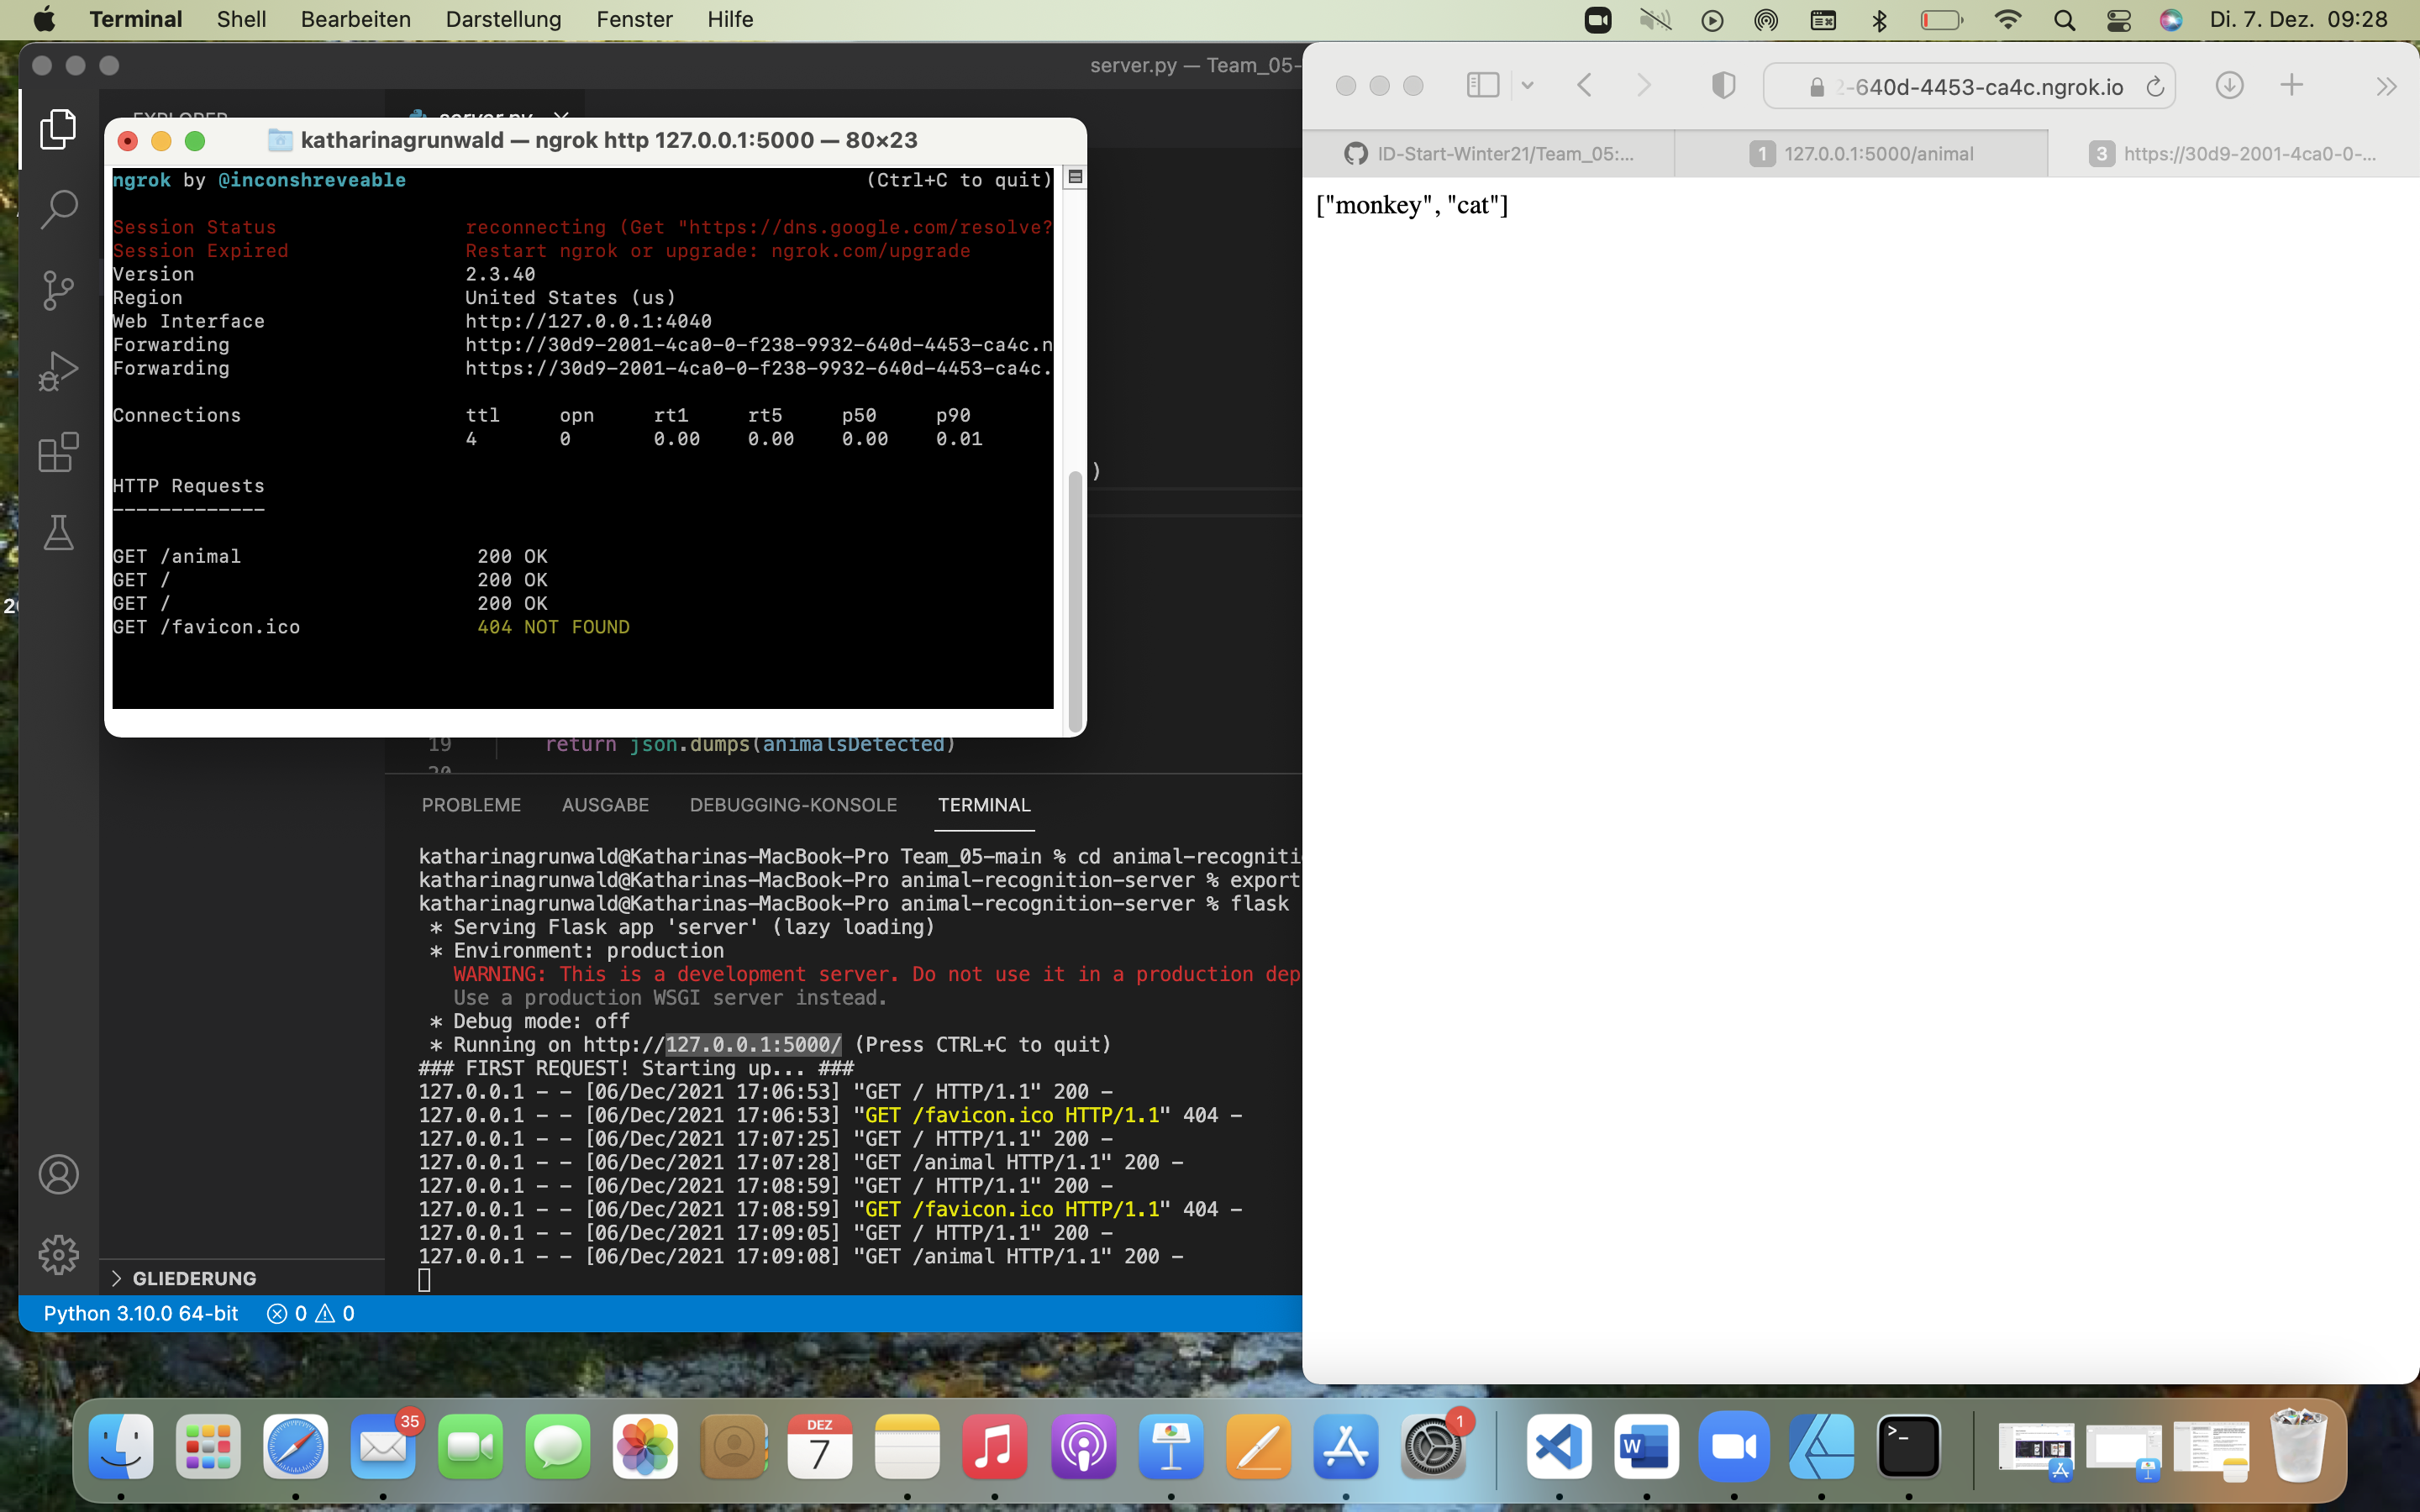 Terminal Shell Bearbeiten Darstellung Fenster Hilfe Di. 7. Dez. 09:28
server.py — Team_05-
EXPLORER server.py
katharinagrunwald — ngrok http 127.0.0.1:5000 — 80×23
ngrok by @inconshreveable (Ctrl+C to quit)
Session Status reconnecting (Get "https://dns.google.com/resolve?
Session Expired Restart ngrok or upgrade: ngrok.com/upgrade
Version 2.3.40
Region United States (us)
Web Interface http://127.0.0.1:4040
Forwarding http://30d9-2001-4ca0-0-f238-9932-640d-4453-ca4c.n
Forwarding https://30d9-2001-4ca0-0-f238-9932-640d-4453-ca4c.
Connections ttl opn rt1 rt5 p50 p90
4 0 0.00 0.00 0.00 0.01
HTTP Requests
-------------
GET /animal 200 OK
GET / 200 OK
GET / 200 OK
GET /favicon.ico 404 NOT FOUND
)
19 return json.dumps(animalsDetected)
20
PROBLEME AUSGABE DEBUGGING-KONSOLE TERMINAL
katharinagrunwald@Katharinas-MacBook-Pro Team_05-main % cd animal-recogniti
katharinagrunwald@Katharinas-MacBook-Pro animal-recognition-server % export
katharinagrunwald@Katharinas-MacBook-Pro animal-recognition-server % flask
* Serving Flask app 'server' (lazy loading)
* Environment: production
WARNING: This is a development server. Do not use it in a production dep
Use a production WSGI server instead.
* Debug mode: off
* Running on http://127.0.0.1:5000/ (Press CTRL+C to quit)
### FIRST REQUEST! Starting up... ###
127.0.0.1 - - [06/Dec/2021 17:06:53] "GET / HTTP/1.1" 200 -
127.0.0.1 - - [06/Dec/2021 17:06:53] "GET /favicon.ico HTTP/1.1" 404 -
127.0.0.1 - - [06/Dec/2021 17:07:25] "GET / HTTP/1.1" 200 -
127.0.0.1 - - [06/Dec/2021 17:07:28] "GET /animal HTTP/1.1" 200 -
127.0.0.1 - - [06/Dec/2021 17:08:59] "GET / HTTP/1.1" 200 -
127.0.0.1 - - [06/Dec/2021 17:08:59] "GET /favicon.ico HTTP/1.1" 404 -
127.0.0.1 - - [06/Dec/2021 17:09:05] "GET / HTTP/1.1" 200 -
127.0.0.1 - - [06/Dec/2021 17:09:08] "GET /animal HTTP/1.1" 200 -
GLIEDERUNG
Python 3.10.0 64-bit 0 0
2-640d-4453-ca4c.ngrok.io
ID-Start-Winter21/Team_05:... 1 127.0.0.1:5000/animal 3 https://30d9-2001-4ca0-0-...
["monkey", "cat"]
35 DEZ 7 1 W